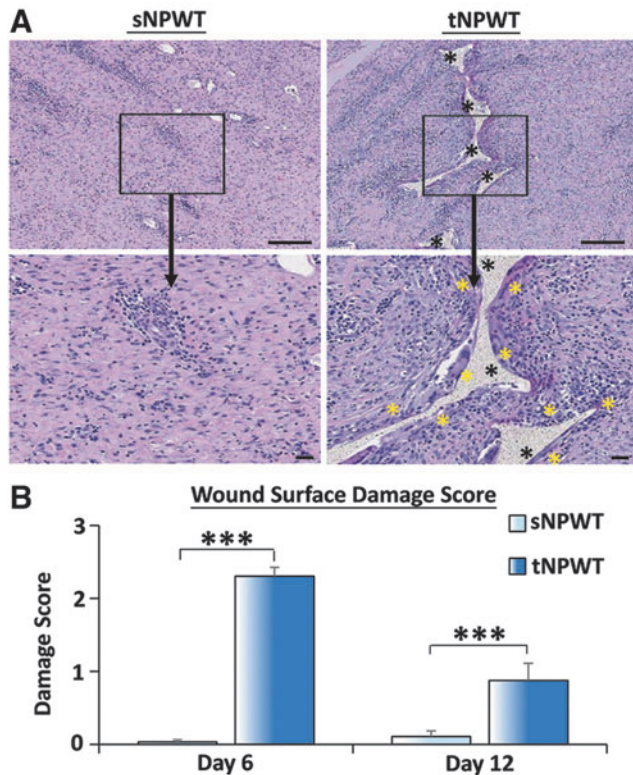 A
sNPWT
tNPWT
B
Wound Surface Damage Score
sNPWT
tNPWT
Damage Score
3
2
1
0
***
***
Day 6
Day 12